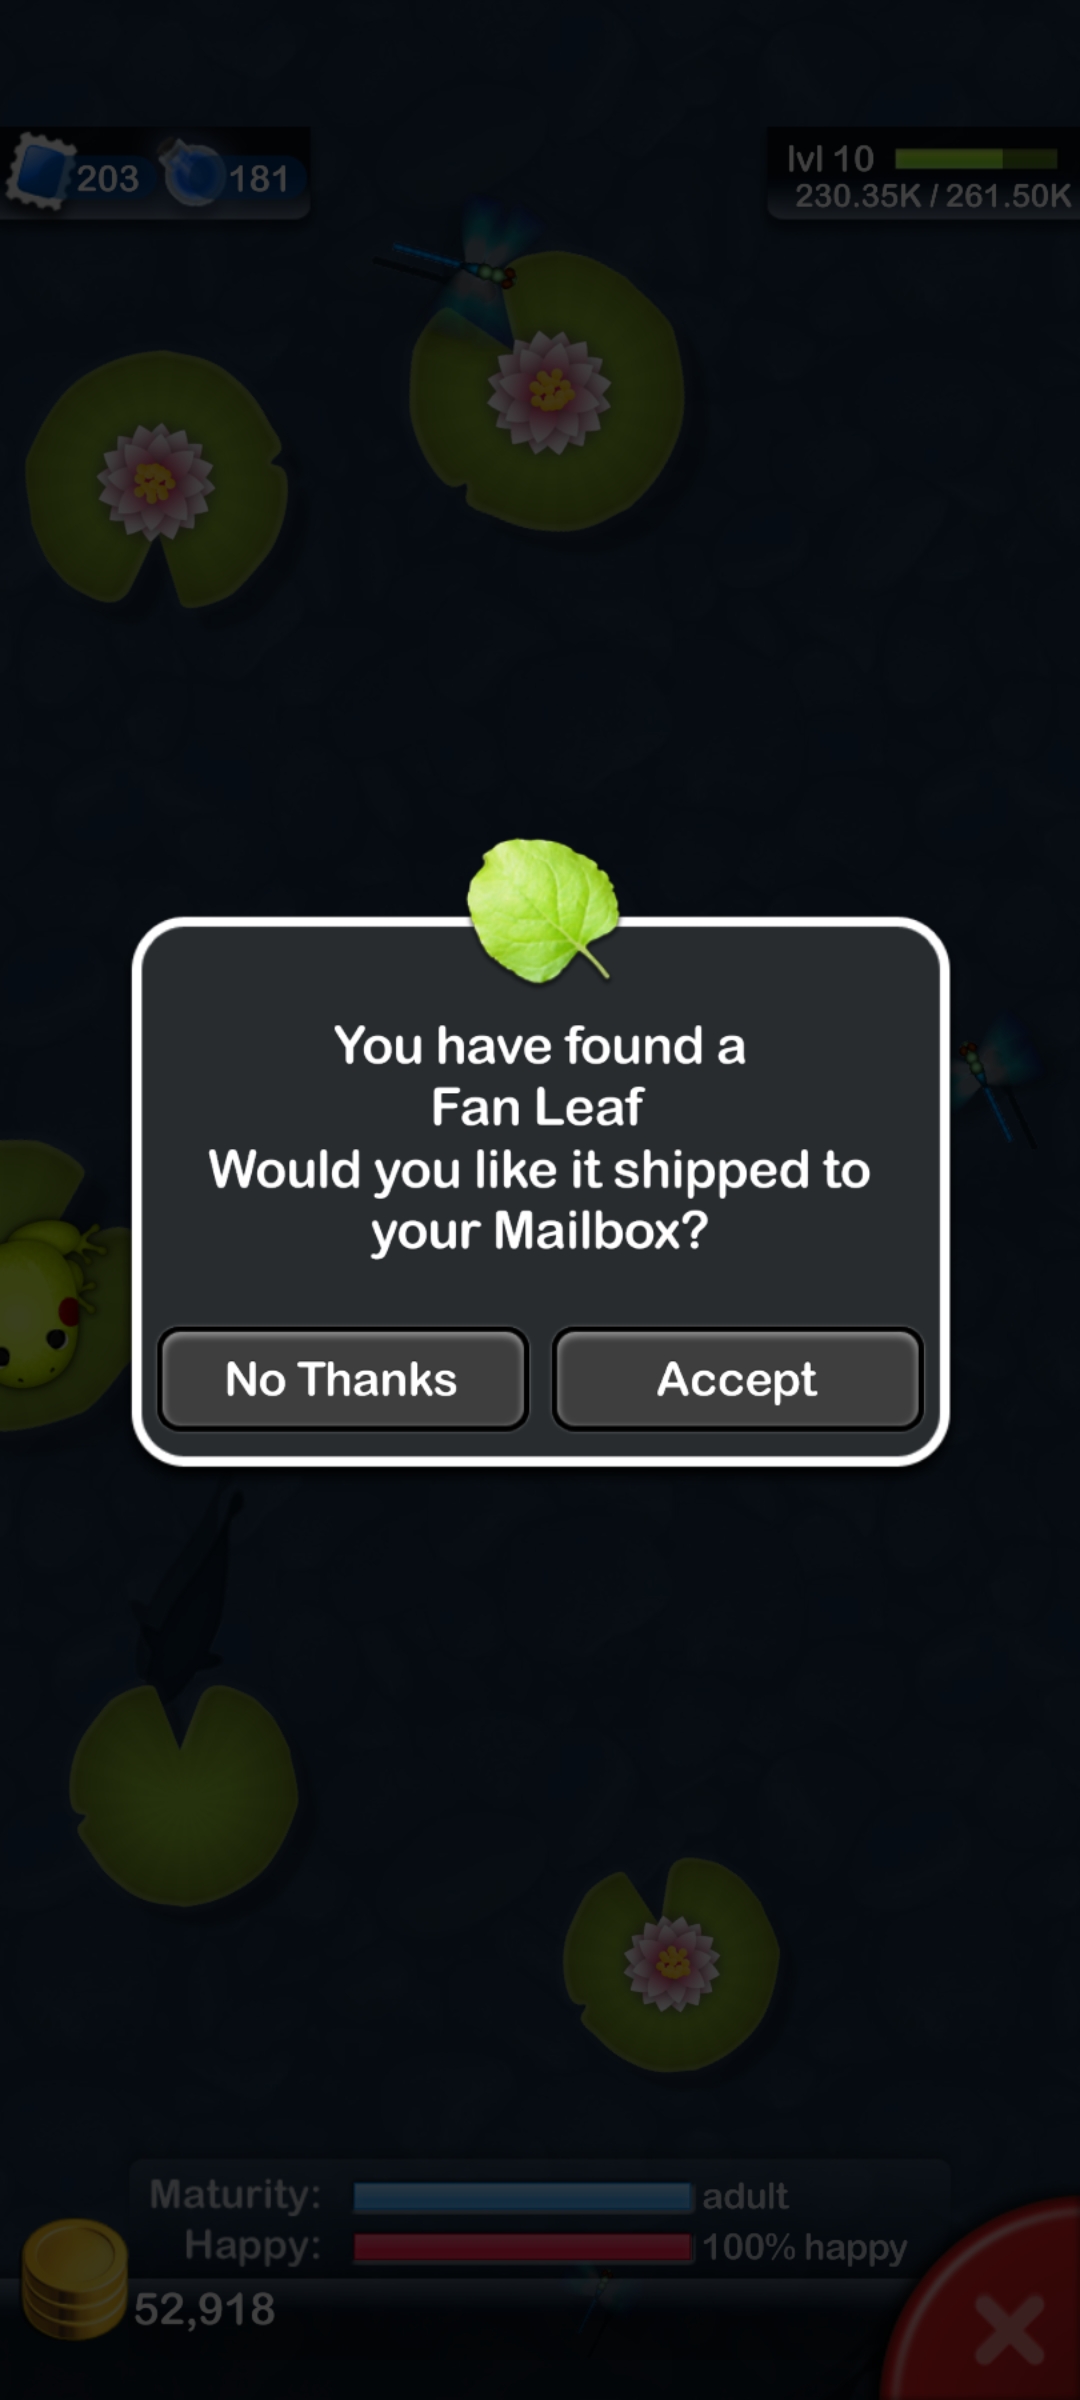 203 181
lvl 10
230.35K / 261.50K
You have found a
Fan Leaf
Would you like it shipped to
your Mailbox?
No Thanks Accept
Maturity: adult
Happy: 100% happy
52,918